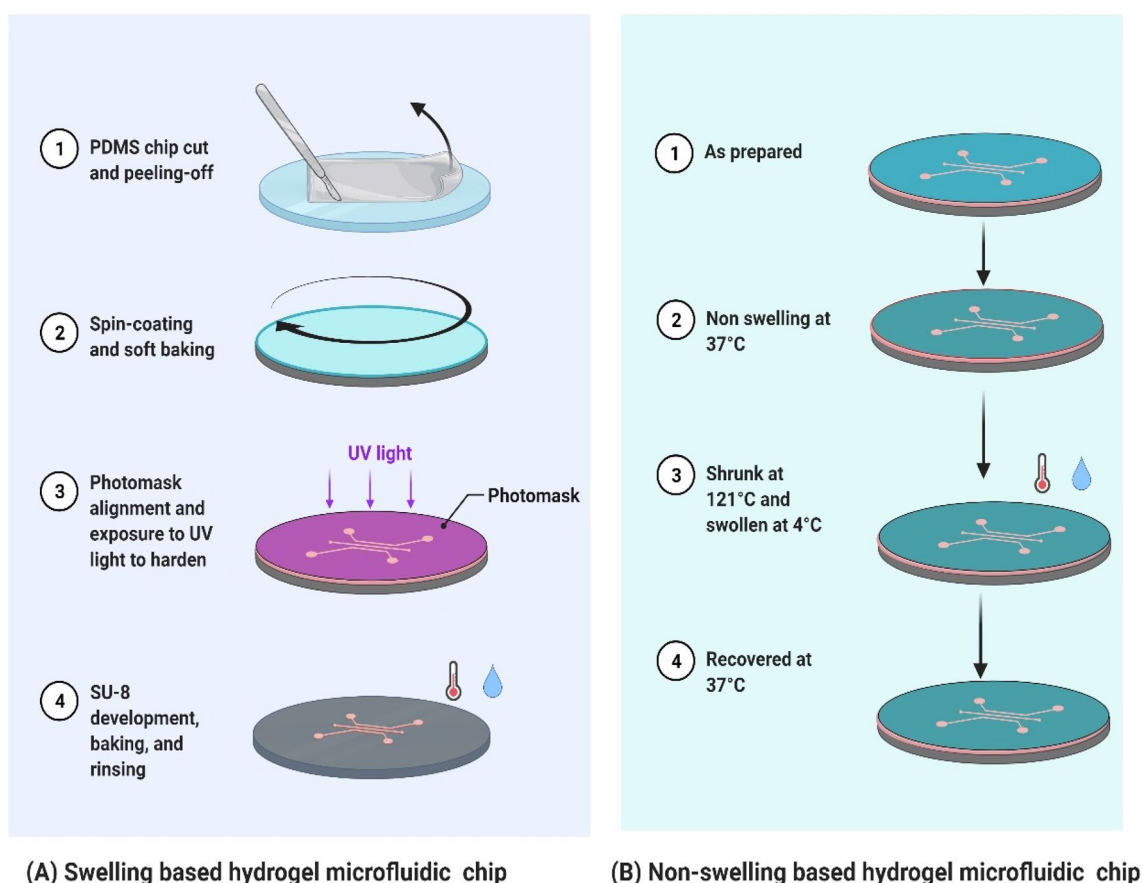 1
PDMS chip cut
and peeling-off
2
Spin-coating
and soft baking
3
Photomask
alignment and
exposure to UV
light to harden
UV light
Photomask
4
SU-8
development,
baking, and
rinsing
(A) Swelling based hydrogel microfluidic chip
1
As prepared
2
Non swelling at
37°C
3
Shrunk at
121°C and
swollen at 4°C
4
Recovered at
37°C
(B) Non-swelling based hydrogel microfluidic chip